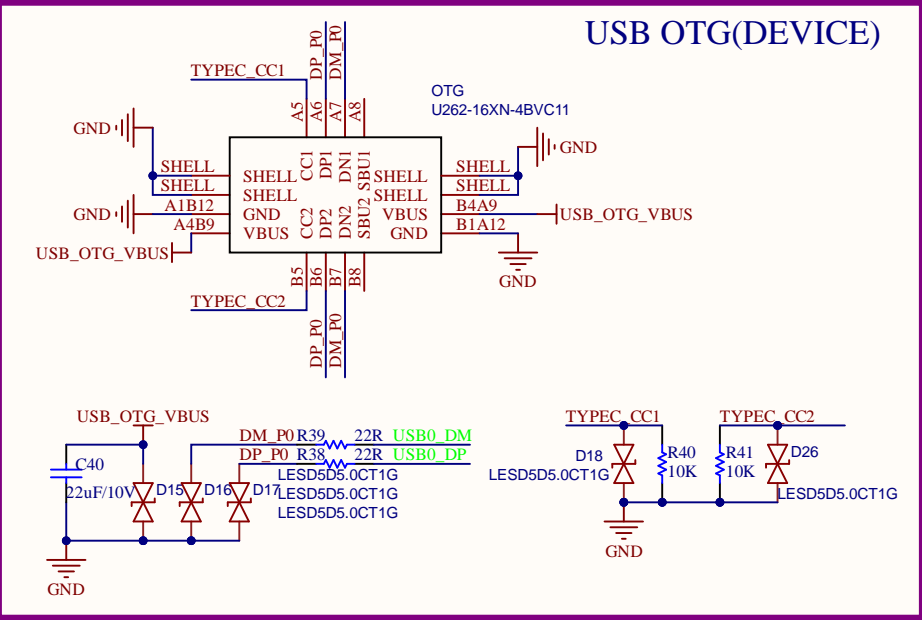 USB OTG(DEVICE)
DP_P0
DM_P0
TYPEC_CC1
OTG
U262-16XN-4BVC11
A5
A6
A7
A8
GND
GND
SHELL
SHELL
SHELL
SHELL
CC1
DP1
DN1
SBU1
SHELL
SHELL
SHELL
SHELL
GND
A1B12
GND
VBUS
B4A9
USB_OTG_VBUS
A4B9
VBUS
GND
B1A12
USB_OTG_VBUS
CC2
DP2
DN2
SBU2
GND
B5
B6
B7
B8
TYPEC_CC2
DP_P0
DM_P0
USB_OTG_VBUS
DM_P0 R39 22R USB0_DM
DP_P0 R38 22R USB0_DP
C40
22uF/10V
D15
D16
D17
LESD5D5.0CT1G
LESD5D5.0CT1G
LESD5D5.0CT1G
GND
TYPEC_CC1
TYPEC_CC2
D18
LESD5D5.0CT1G
R40
10K
R41
10K
D26
LESD5D5.0CT1G
GND